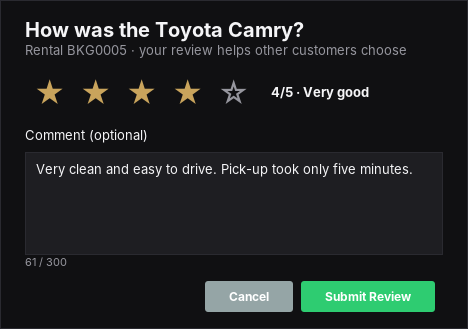 How was the Toyota Camry?
Rental BKG0005 · your review helps other customers choose
4/5 · Very good
Comment (optional)
Very clean and easy to drive. Pick-up took only five minutes.
61 / 300
Cancel
Submit Review